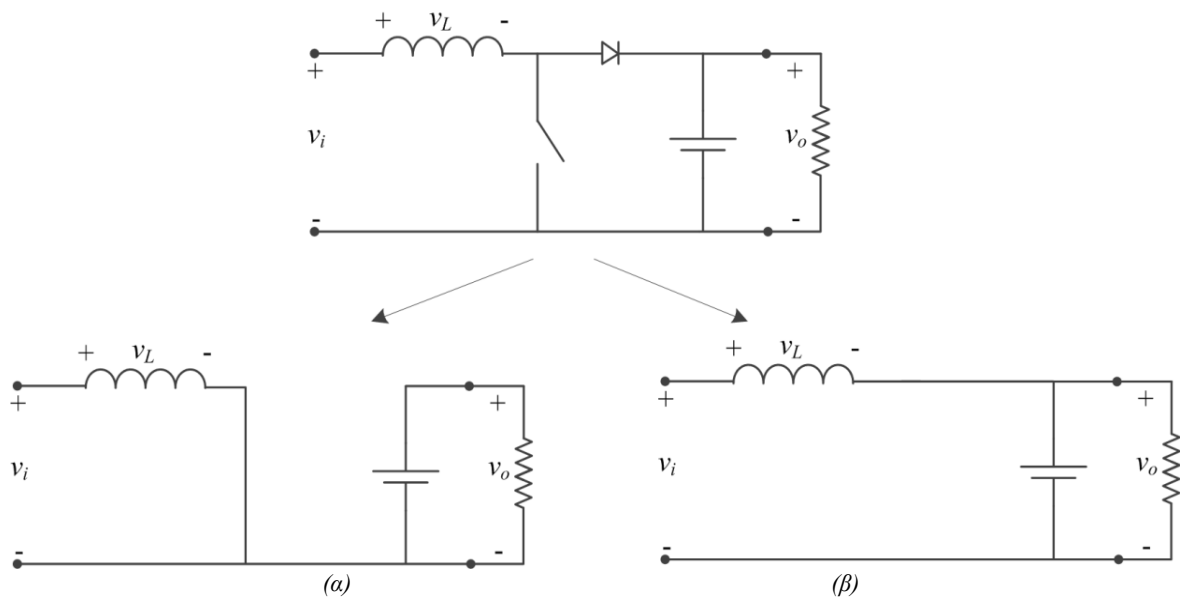 + v_L -
+ +
v_i v_o
- -
+ v_L - + v_L -
+ + + +
v_i v_o v_i v_o
- - - -
(α) (β)